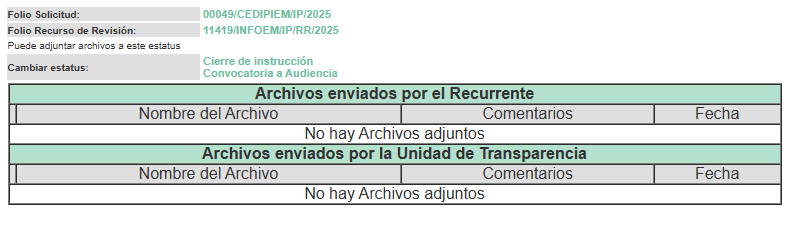 Folio Solicitud: 00049/CEDIPIEM/IP/2025
Folio Recurso de Revisión: 11419/INFOEM/IP/RR/2025
Puede adjuntar archivos a este estatus
Cambiar estatus: Cierre de instrucción
Convocatoria a Audiencia
Archivos enviados por el Recurrente
Nombre del Archivo Comentarios Fecha
No hay Archivos adjuntos
Archivos enviados por la Unidad de Transparencia
Nombre del Archivo Comentarios Fecha
No hay Archivos adjuntos